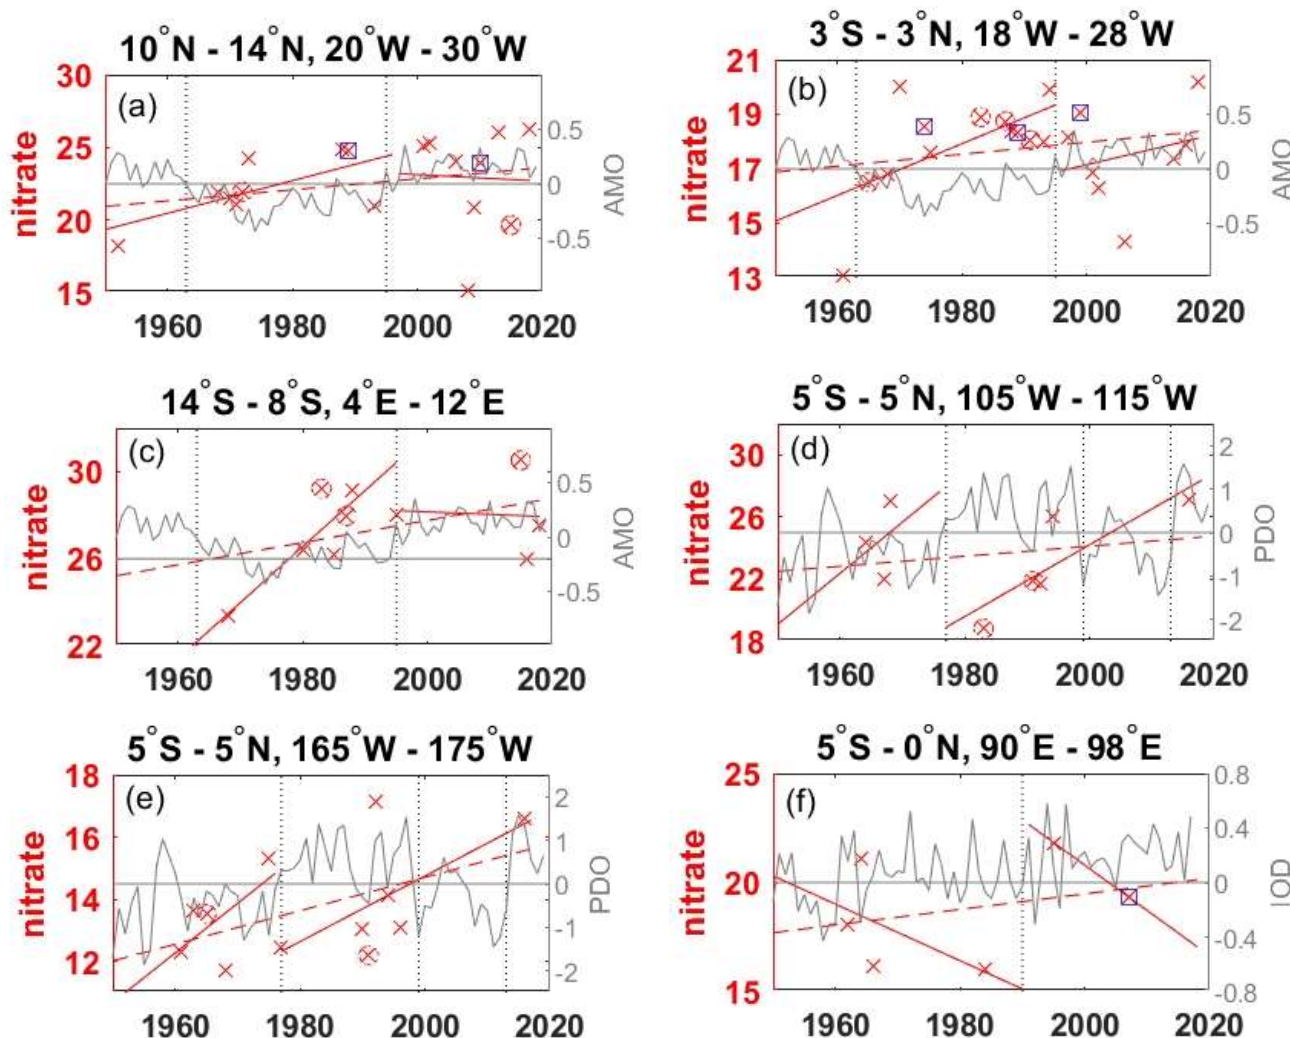 10°N - 14°N, 20°W - 30°W
(a)
nitrate
30
25
20
15
0.5
0
-0.5
AMO
1960 1980 2000 2020
3°S - 3°N, 18°W - 28°W
(b)
nitrate
21
19
17
15
13
0.5
0
-0.5
AMO
1960 1980 2000 2020
14°S - 8°S, 4°E - 12°E
(c)
nitrate
30
26
22
0.5
0
-0.5
AMO
1960 1980 2000 2020
5°S - 5°N, 105°W - 115°W
(d)
nitrate
30
26
22
18
2
1
0
-1
-2
PDO
1960 1980 2000 2020
5°S - 5°N, 165°W - 175°W
(e)
nitrate
18
16
14
12
2
1
0
-1
-2
PDO
1960 1980 2000 2020
5°S - 0°N, 90°E - 98°E
(f)
nitrate
25
20
15
0.8
0.4
0
-0.4
-0.8
IOD
1960 1980 2000 2020